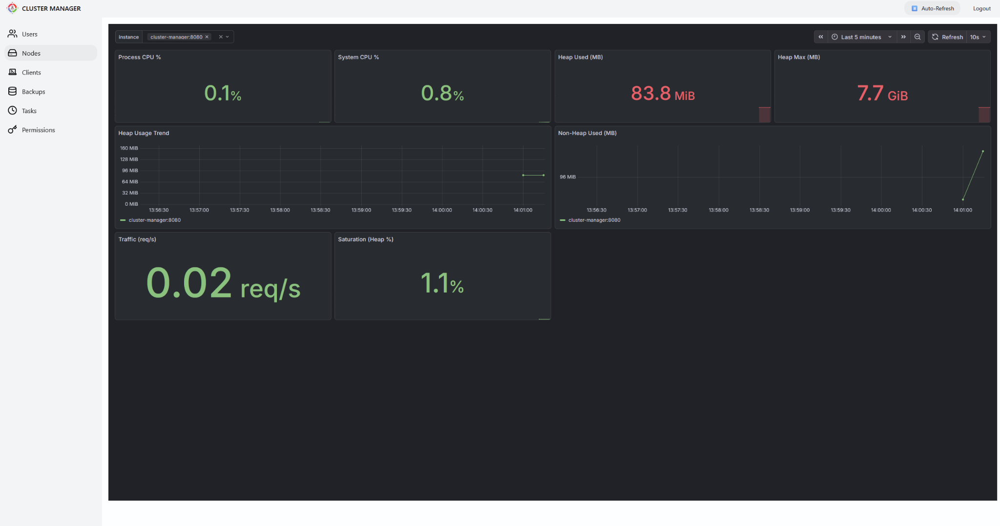 CLUSTER MANAGER
Auto-Refresh
Logout
Users
Nodes
Clients
Backups
Tasks
Permissions
instance
cluster-manager:8080
Last 5 minutes
Refresh
10s
Process CPU %
0.1%
System CPU %
0.8%
Heap Used (MB)
83.8 MiB
Heap Max (MB)
7.7 GiB
Heap Usage Trend
160 MiB
128 MiB
96 MiB
64 MiB
32 MiB
0 MiB
13:56:30 13:57:00 13:57:30 13:58:00 13:58:30 13:59:00 13:59:30 14:00:00 14:00:30 14:01:00
cluster-manager:8080
Non-Heap Used (MB)
96 MiB
13:56:30 13:57:00 13:57:30 13:58:00 13:58:30 13:59:00 13:59:30 14:00:00 14:00:30 14:01:00
cluster-manager:8080
Traffic (req/s)
0.02 req/s
Saturation (Heap %)
1.1%